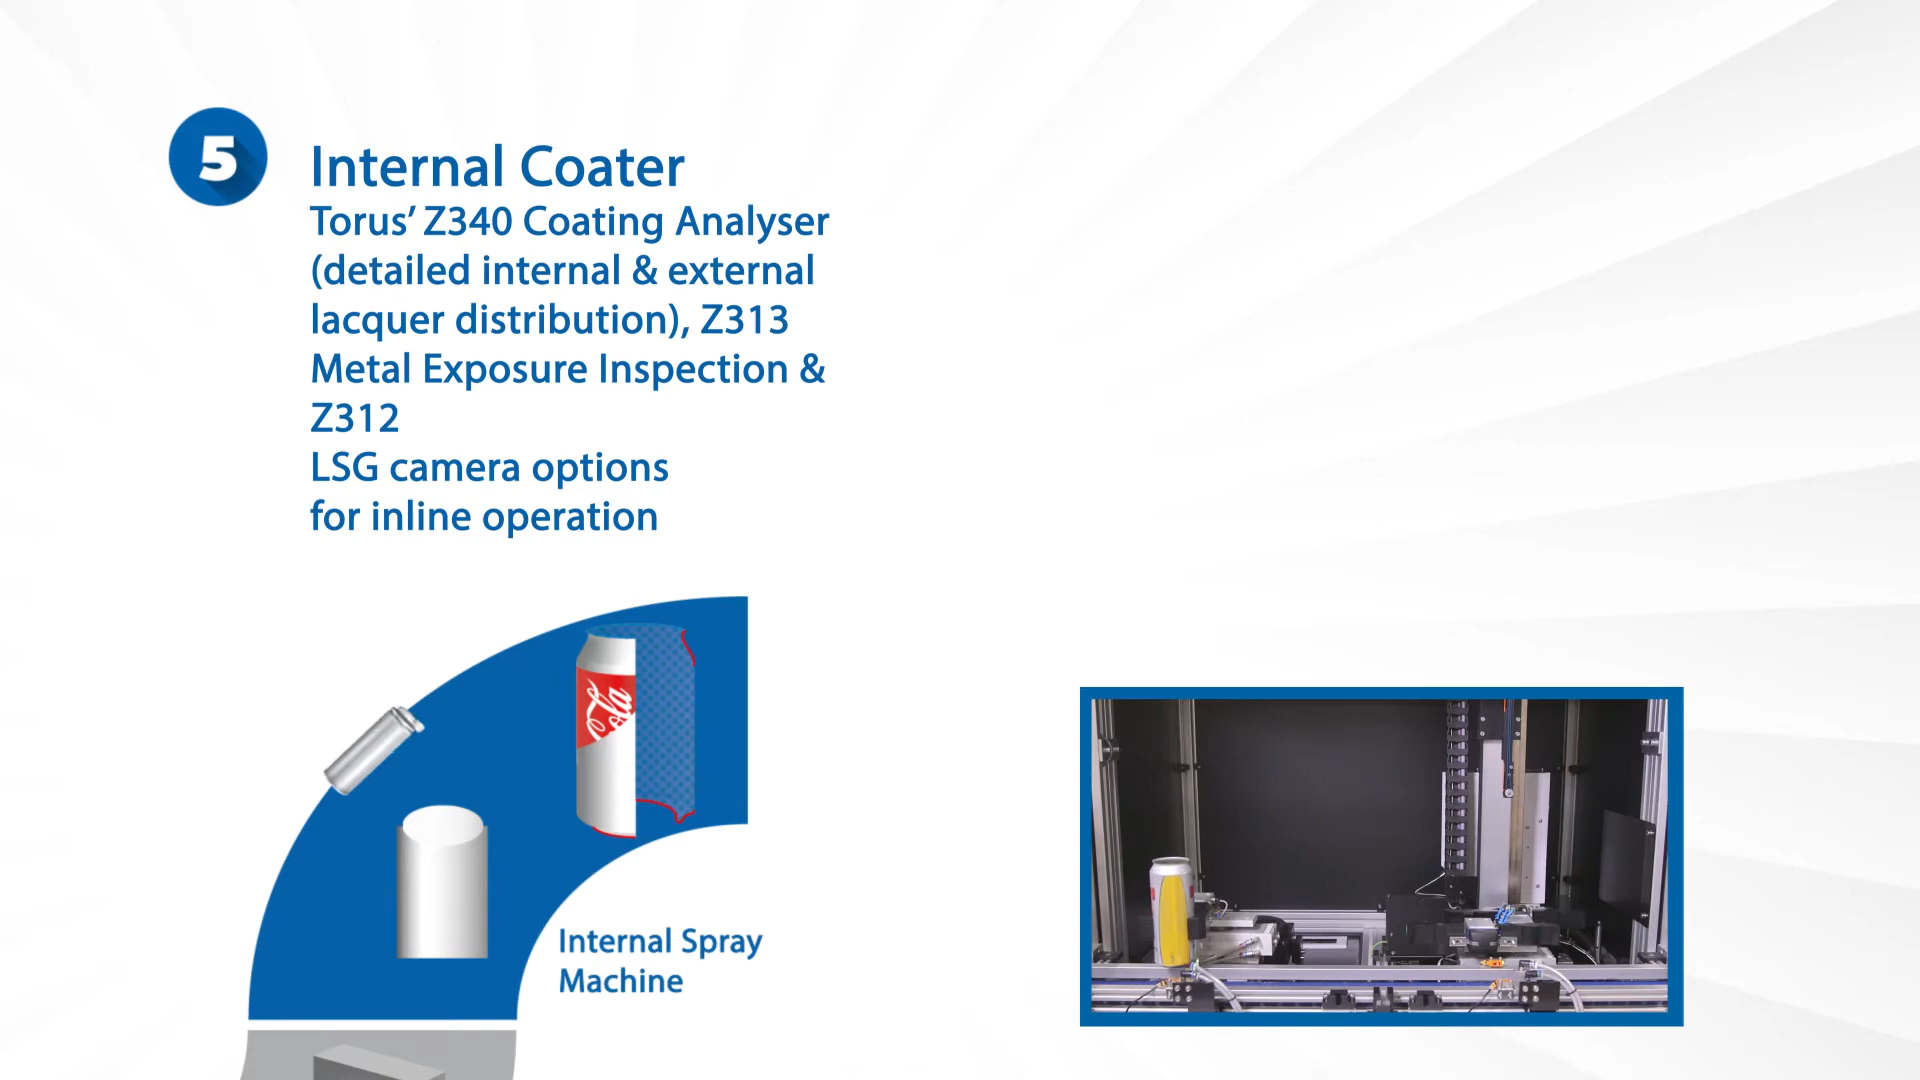 5
Internal Coater
Torus’ Z340 Coating Analyser
(detailed internal & external
lacquer distribution), Z313
Metal Exposure Inspection &
Z312
LSG camera options
for inline operation
Cola
Internal Spray
Machine